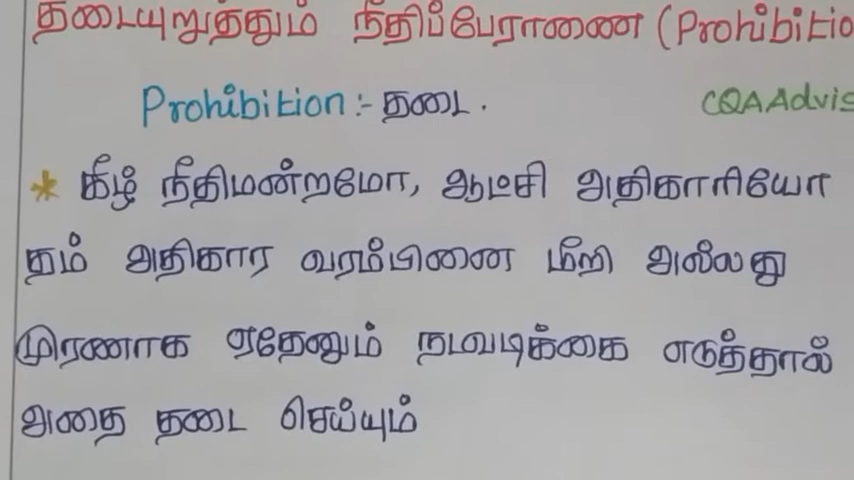 தடையுறுத்தும் நீதிப்பேராணை (Prohibitio
Prohibition :- தடை.
CQAAdvis
* கீழ் நீதிமன்றமோ, ஆட்சி அதிகாரியோ
தம் அதிகார வரம்பினை மீறி அல்லது
முரணாக ஏதேனும் நடவடிக்கை எடுத்தால்
அதை தடை செய்யும்